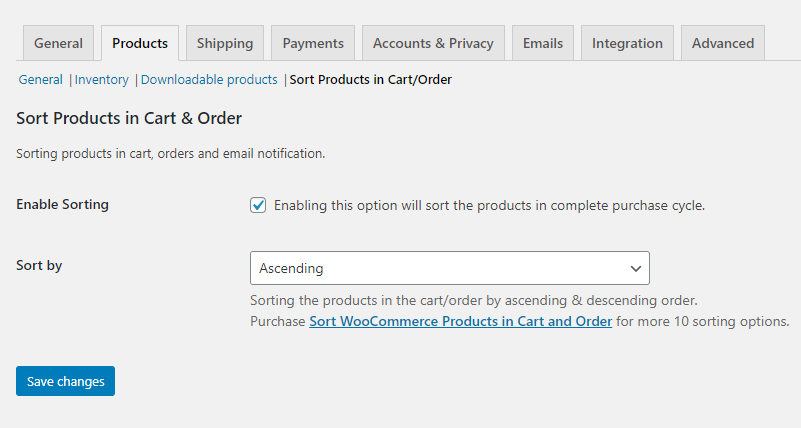 General Products Shipping Payments Accounts & Privacy Emails Integration Advanced
General | Inventory | Downloadable products | Sort Products in Cart/Order
Sort Products in Cart & Order
Sorting products in cart, orders and email notification.
Enable Sorting Enabling this option will sort the products in complete purchase cycle.
Sort by Ascending
Sorting the products in the cart/order by ascending & descending order.
Purchase Sort WooCommerce Products in Cart and Order for more 10 sorting options.
Save changes